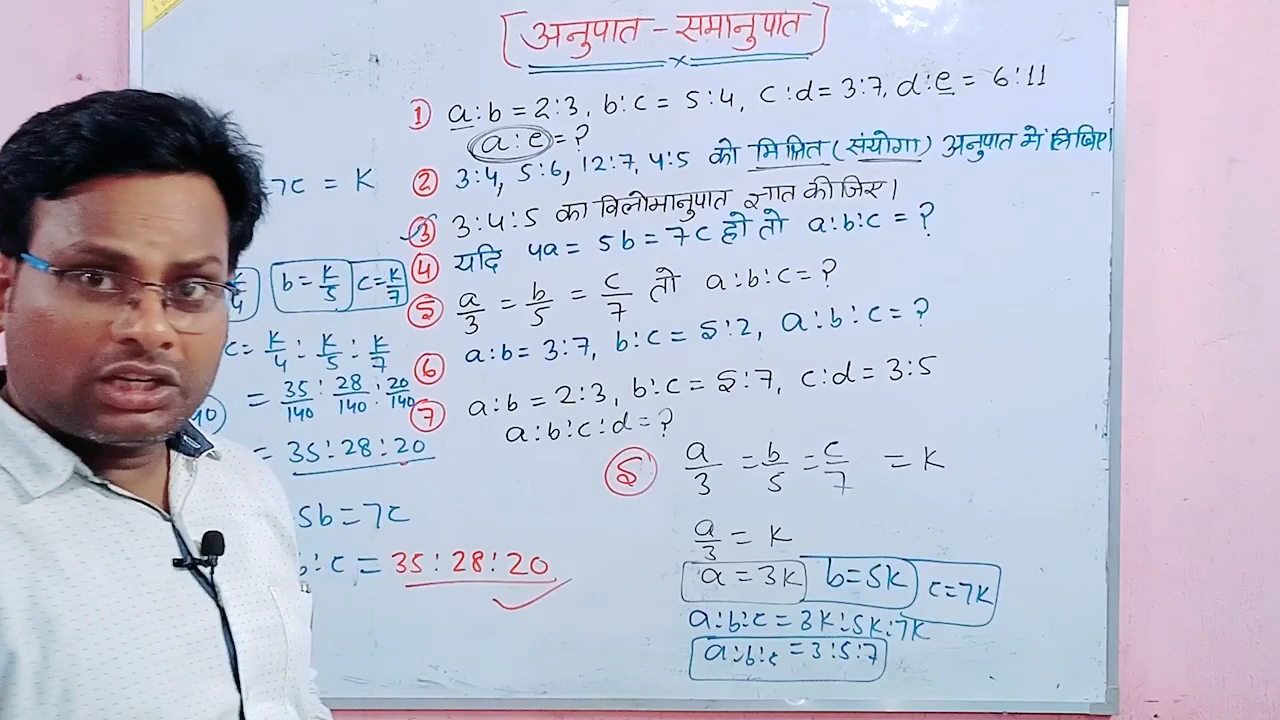 [अनुपात - समानुपात]
① a:b = 2:3, b:c = 5:4, c:d = 3:7, d:e = 6:11
a:e = ?
② 3:4, 5:6, 12:7, 4:5 को मिश्रित (संयोगा) अनुपात में लिखिए।
③ 3:4:5 का विलोमानुपात ज्ञात कीजिए।
④ यदि 4a = 5b = 7c हो तो a:b:c = ?
⑤ a/3 = b/5 = c/7 तो a:b:c = ?
⑥ a:b = 3:7, b:c = 5:2, a:b:c = ?
⑦ a:b = 2:3, b:c = 5:7, c:d = 3:5
a:b:c:d = ?
7c = K
b = K/5 c = K/7
c = K/4 : K/5 : K/7
= 35/140 : 28/140 : 20/140
= 35:28:20
5b = 7c
:c = 35:28:20
⑤ a/3 = b/5 = c/7 = K
a/3 = K
a = 3K b = 5K c = 7K
a:b:c = 3K:5K:7K
a:b:c = 3:5:7